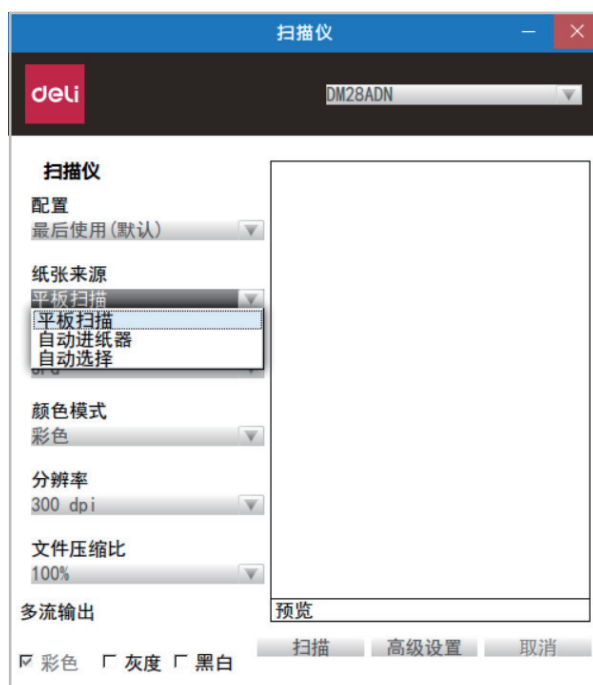 扫描仪
deli
DM28ADN
扫描仪
配置
最后使用(默认)
纸张来源
平板扫描
平板扫描
自动进纸器
自动选择
颜色模式
彩色
分辨率
300 dpi
文件压缩比
100%
多流输出
预览
彩色 灰度 黑白
扫描 高级设置 取消